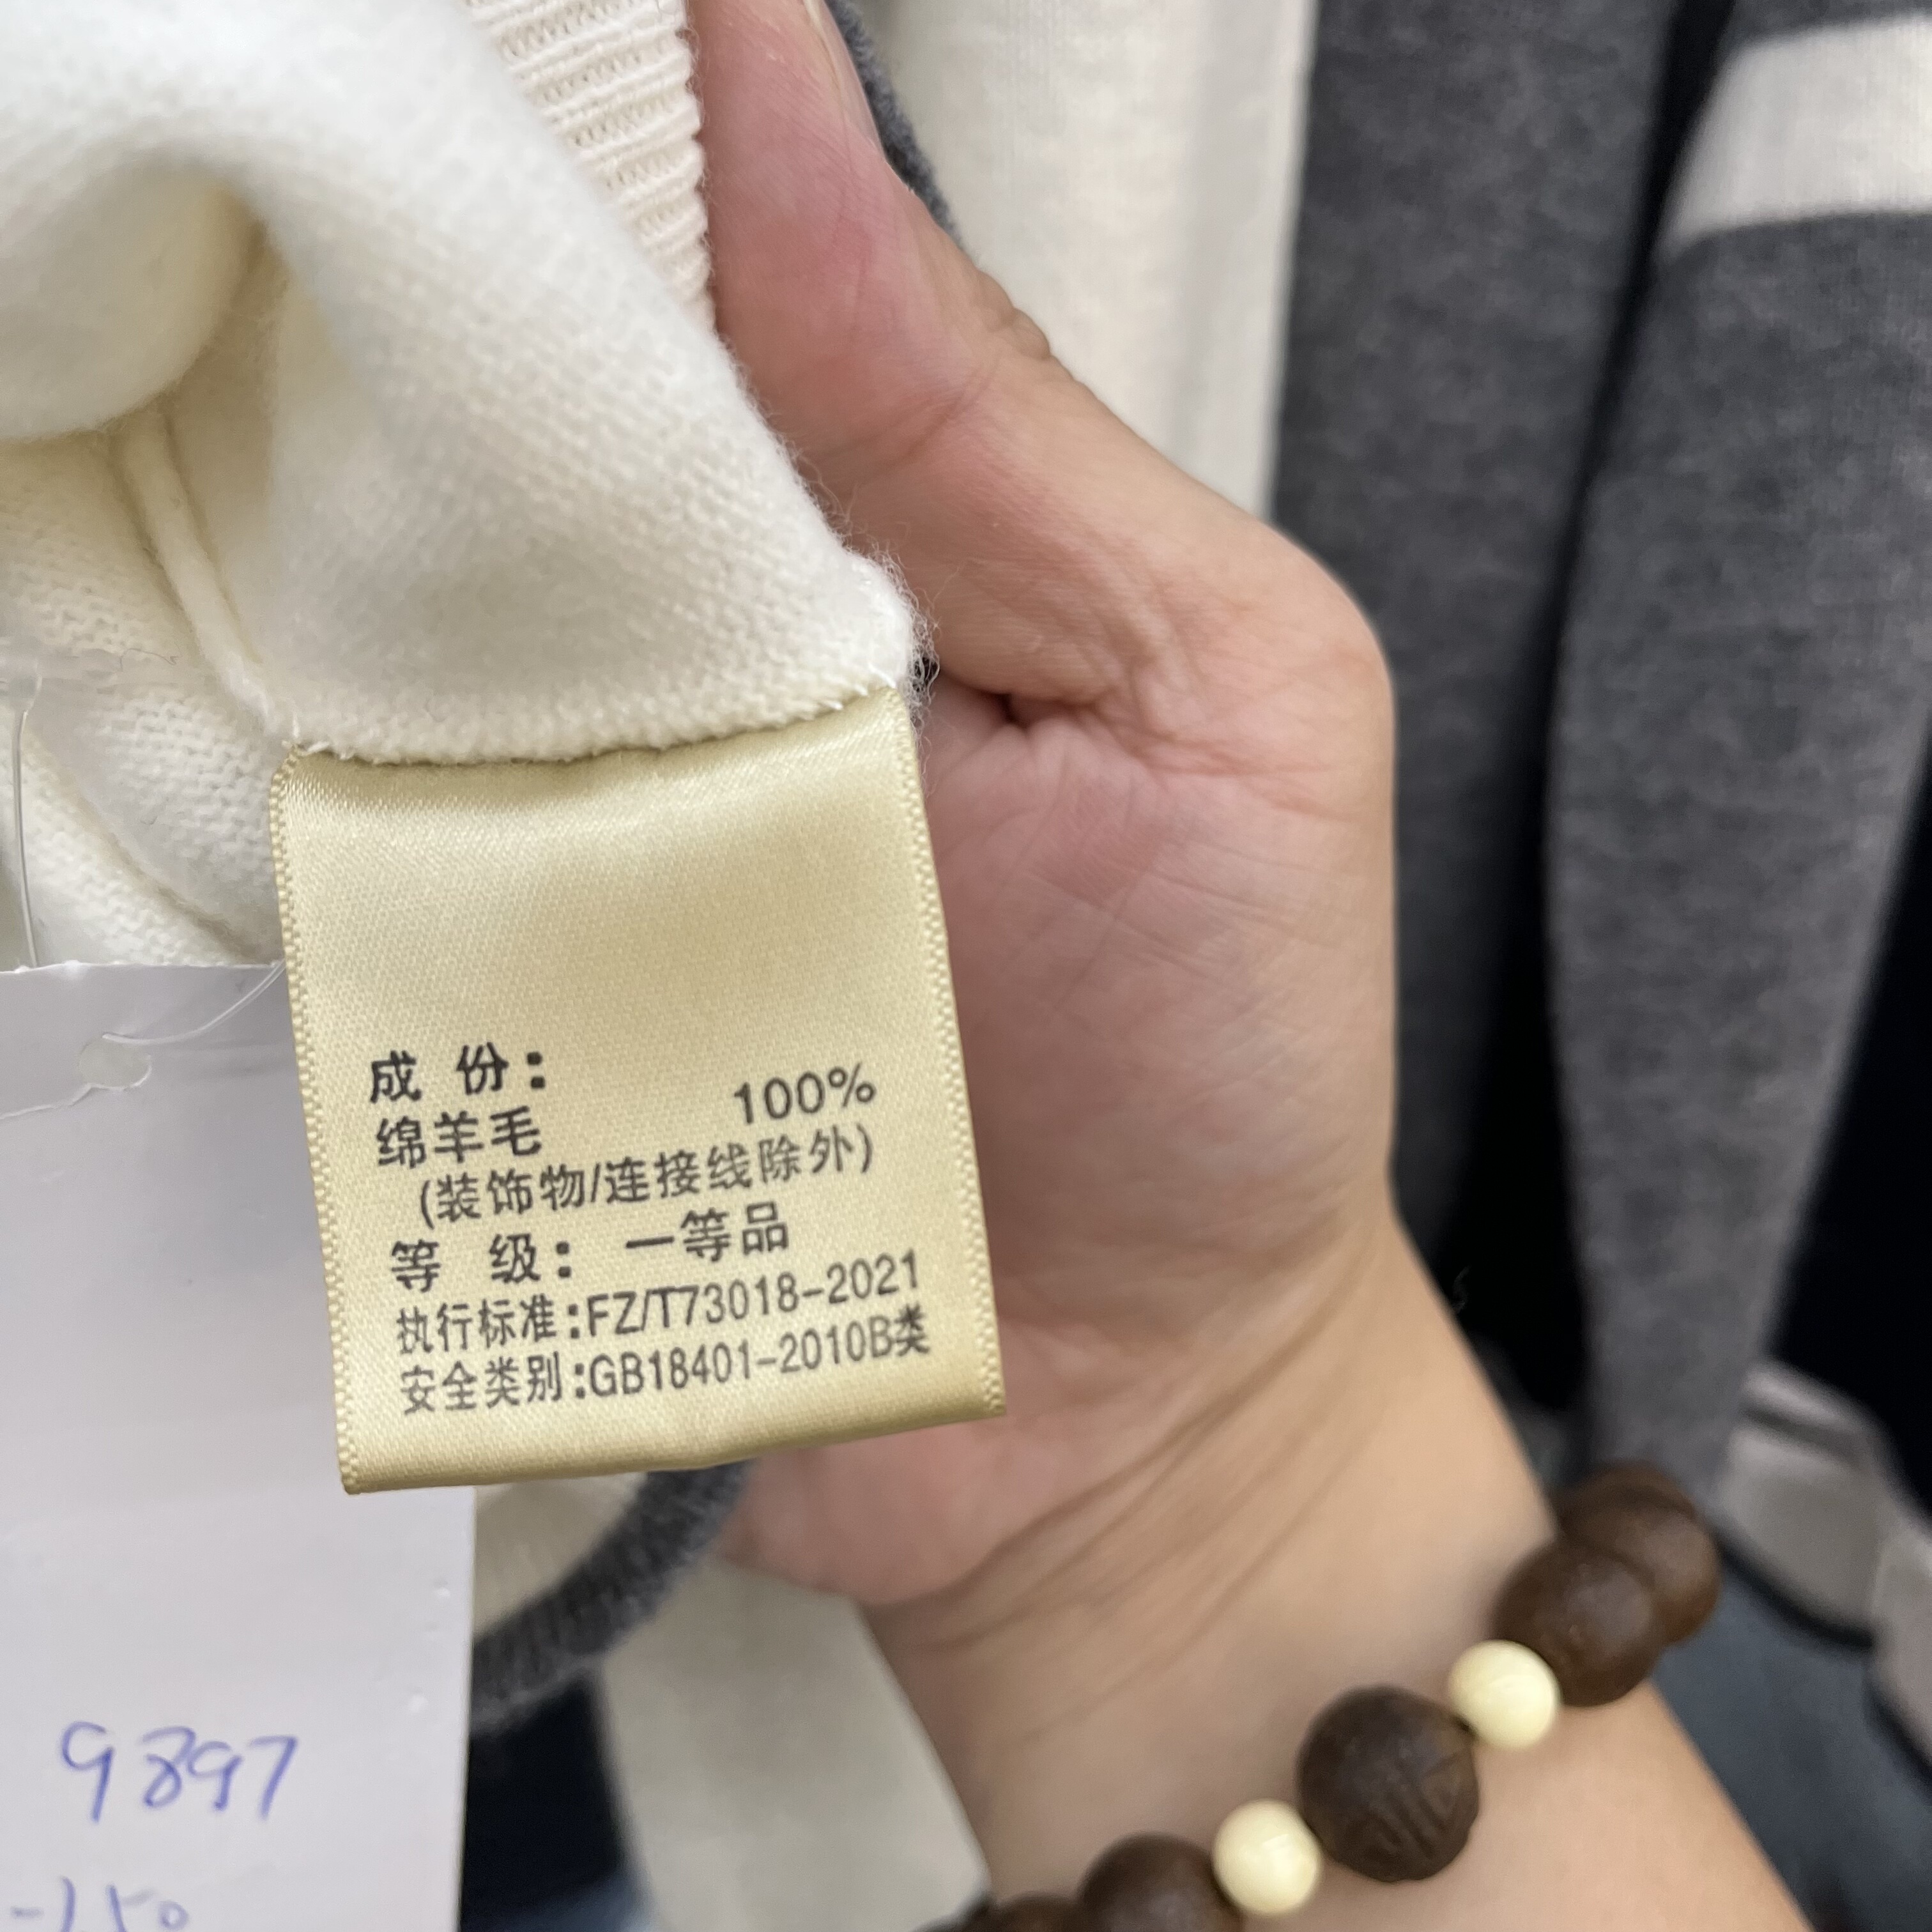 成 份:
绵羊毛 100%
(装饰物/连接线除外)
等 级: 一等品
执行标准:FZ/T73018-2021
安全类别:GB18401-2010B类
9897
-150